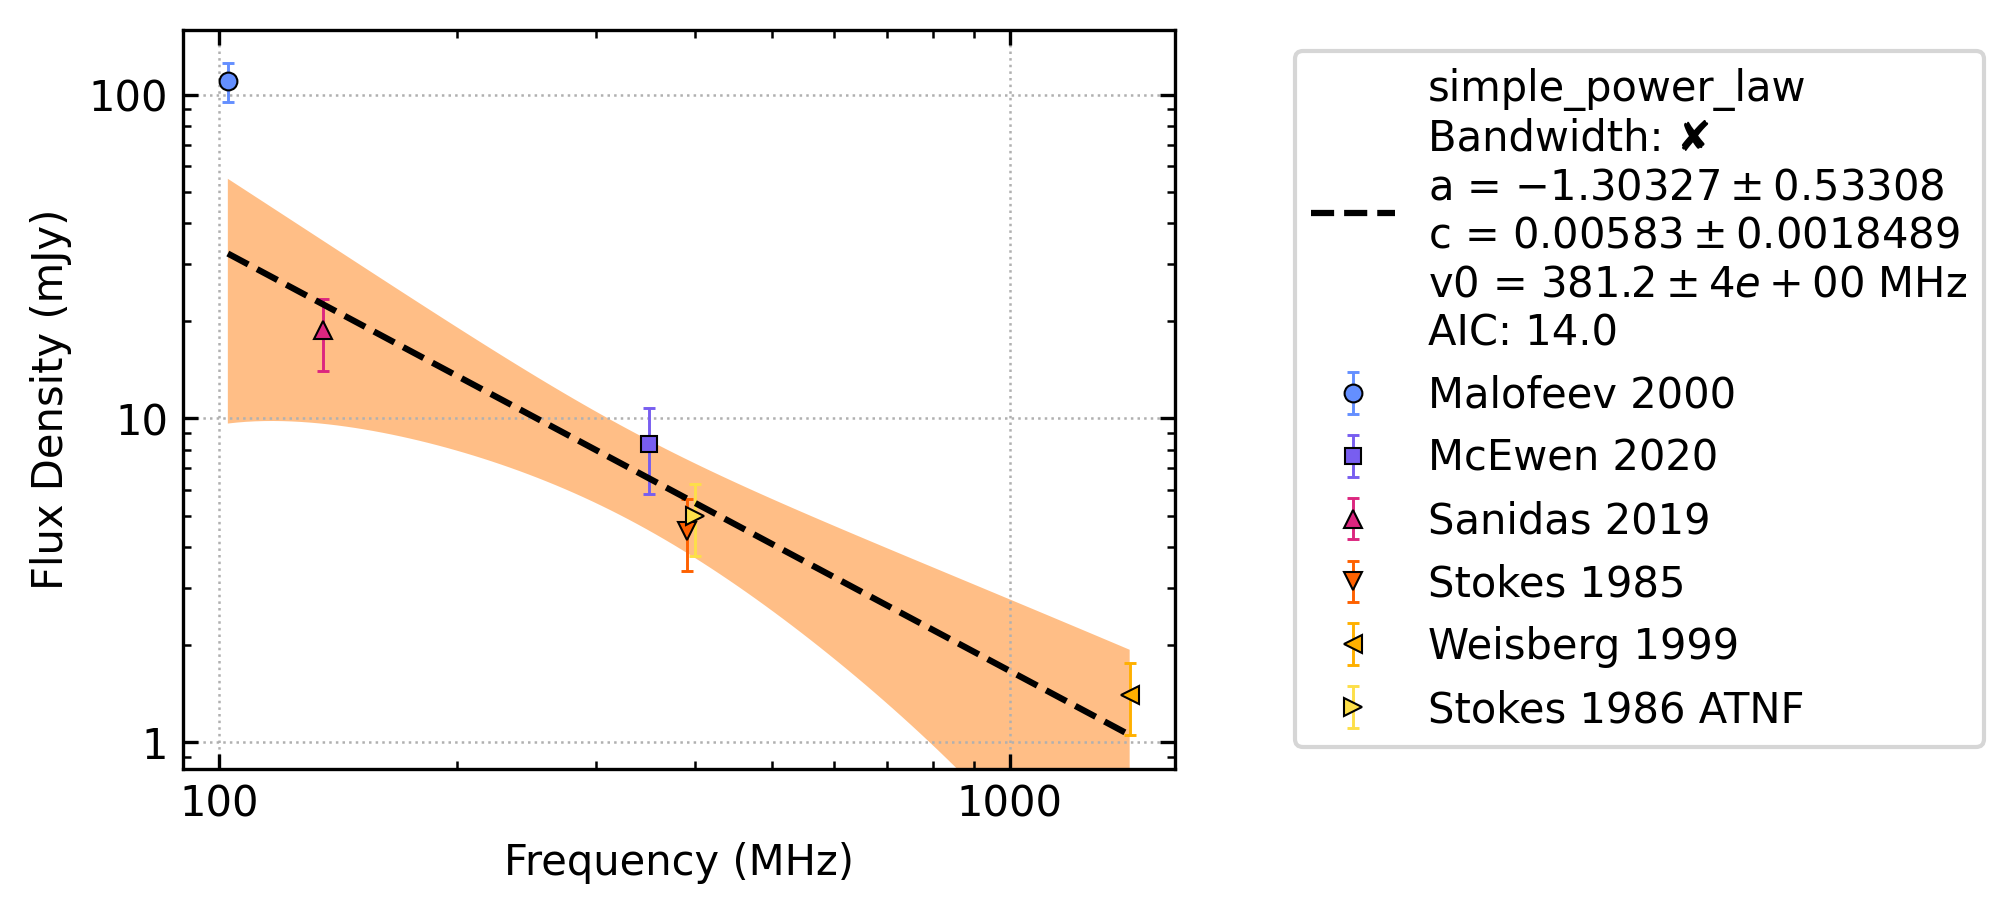 100
10
1
100
1000
Flux Density (mJy)
Frequency (MHz)
simple_power_law
Bandwidth: ✘
a = −1.30327 ± 0.53308
c = 0.00583 ± 0.0018489
v0 = 381.2 ± 4e + 00 MHz
AIC: 14.0
Malofeev 2000
McEwen 2020
Sanidas 2019
Stokes 1985
Weisberg 1999
Stokes 1986 ATNF